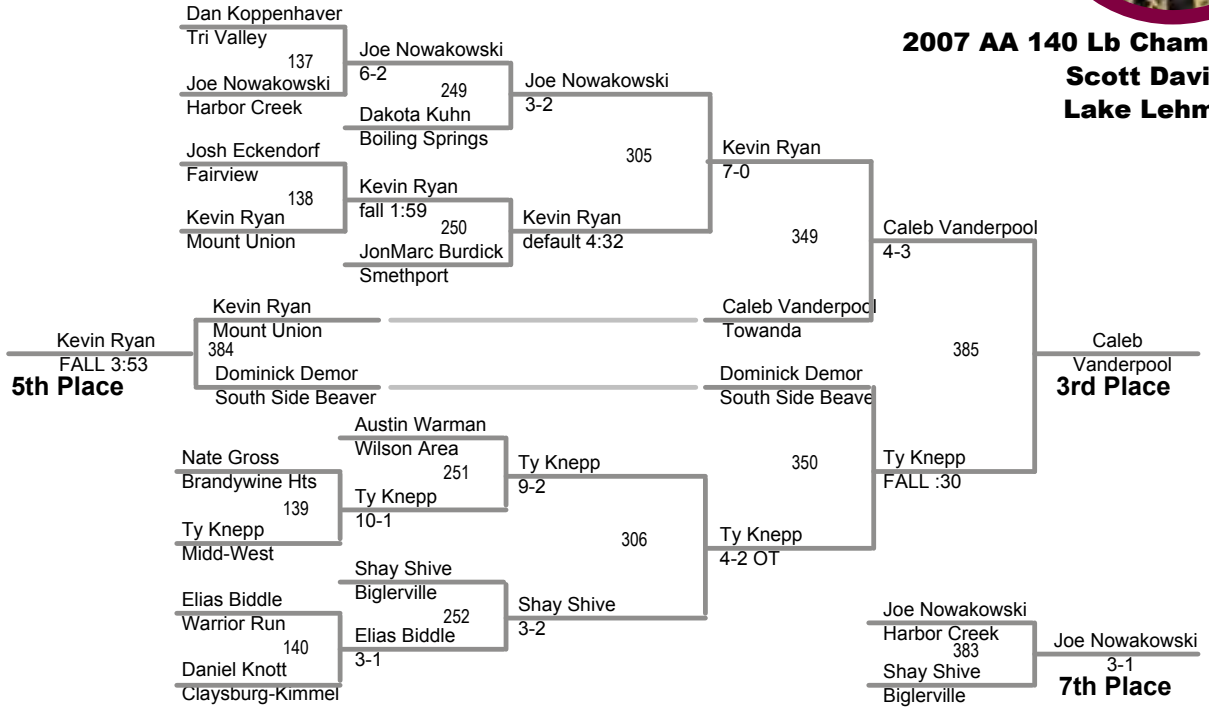 Dan Koppenhaver
Tri Valley
137
Joe Nowakowski
Harbor Creek
Joe Nowakowski
6-2
249
Dakota Kuhn
Boiling Springs
Joe Nowakowski
3-2
2007 AA 140 Lb Cham
Scott Davi
Lake Lehm
Josh Eckendorf
Fairview
138
Kevin Ryan
Mount Union
Kevin Ryan
fall 1:59
250
JonMarc Burdick
Smethport
Kevin Ryan
default 4:32
305
Kevin Ryan
7-0
349
Caleb Vanderpool
4-3
Kevin Ryan
Mount Union
Caleb Vanderpool
Towanda
Kevin Ryan
FALL 3:53
5th Place
384
Dominick Demor
South Side Beaver
Dominick Demor
South Side Beave
385
Caleb
Vanderpool
3rd Place
Austin Warman
Wilson Area
251
Nate Gross
Brandywine Hts
139
Ty Knepp
Midd-West
Ty Knepp
10-1
Ty Knepp
9-2
350
Ty Knepp
FALL :30
306
Ty Knepp
4-2 OT
Shay Shive
Biglerville
252
Elias Biddle
Warrior Run
140
Daniel Knott
Claysburg-Kimmel
Elias Biddle
3-1
Shay Shive
3-2
Joe Nowakowski
Harbor Creek
383
Shay Shive
Biglerville
Joe Nowakowski
3-1
7th Place